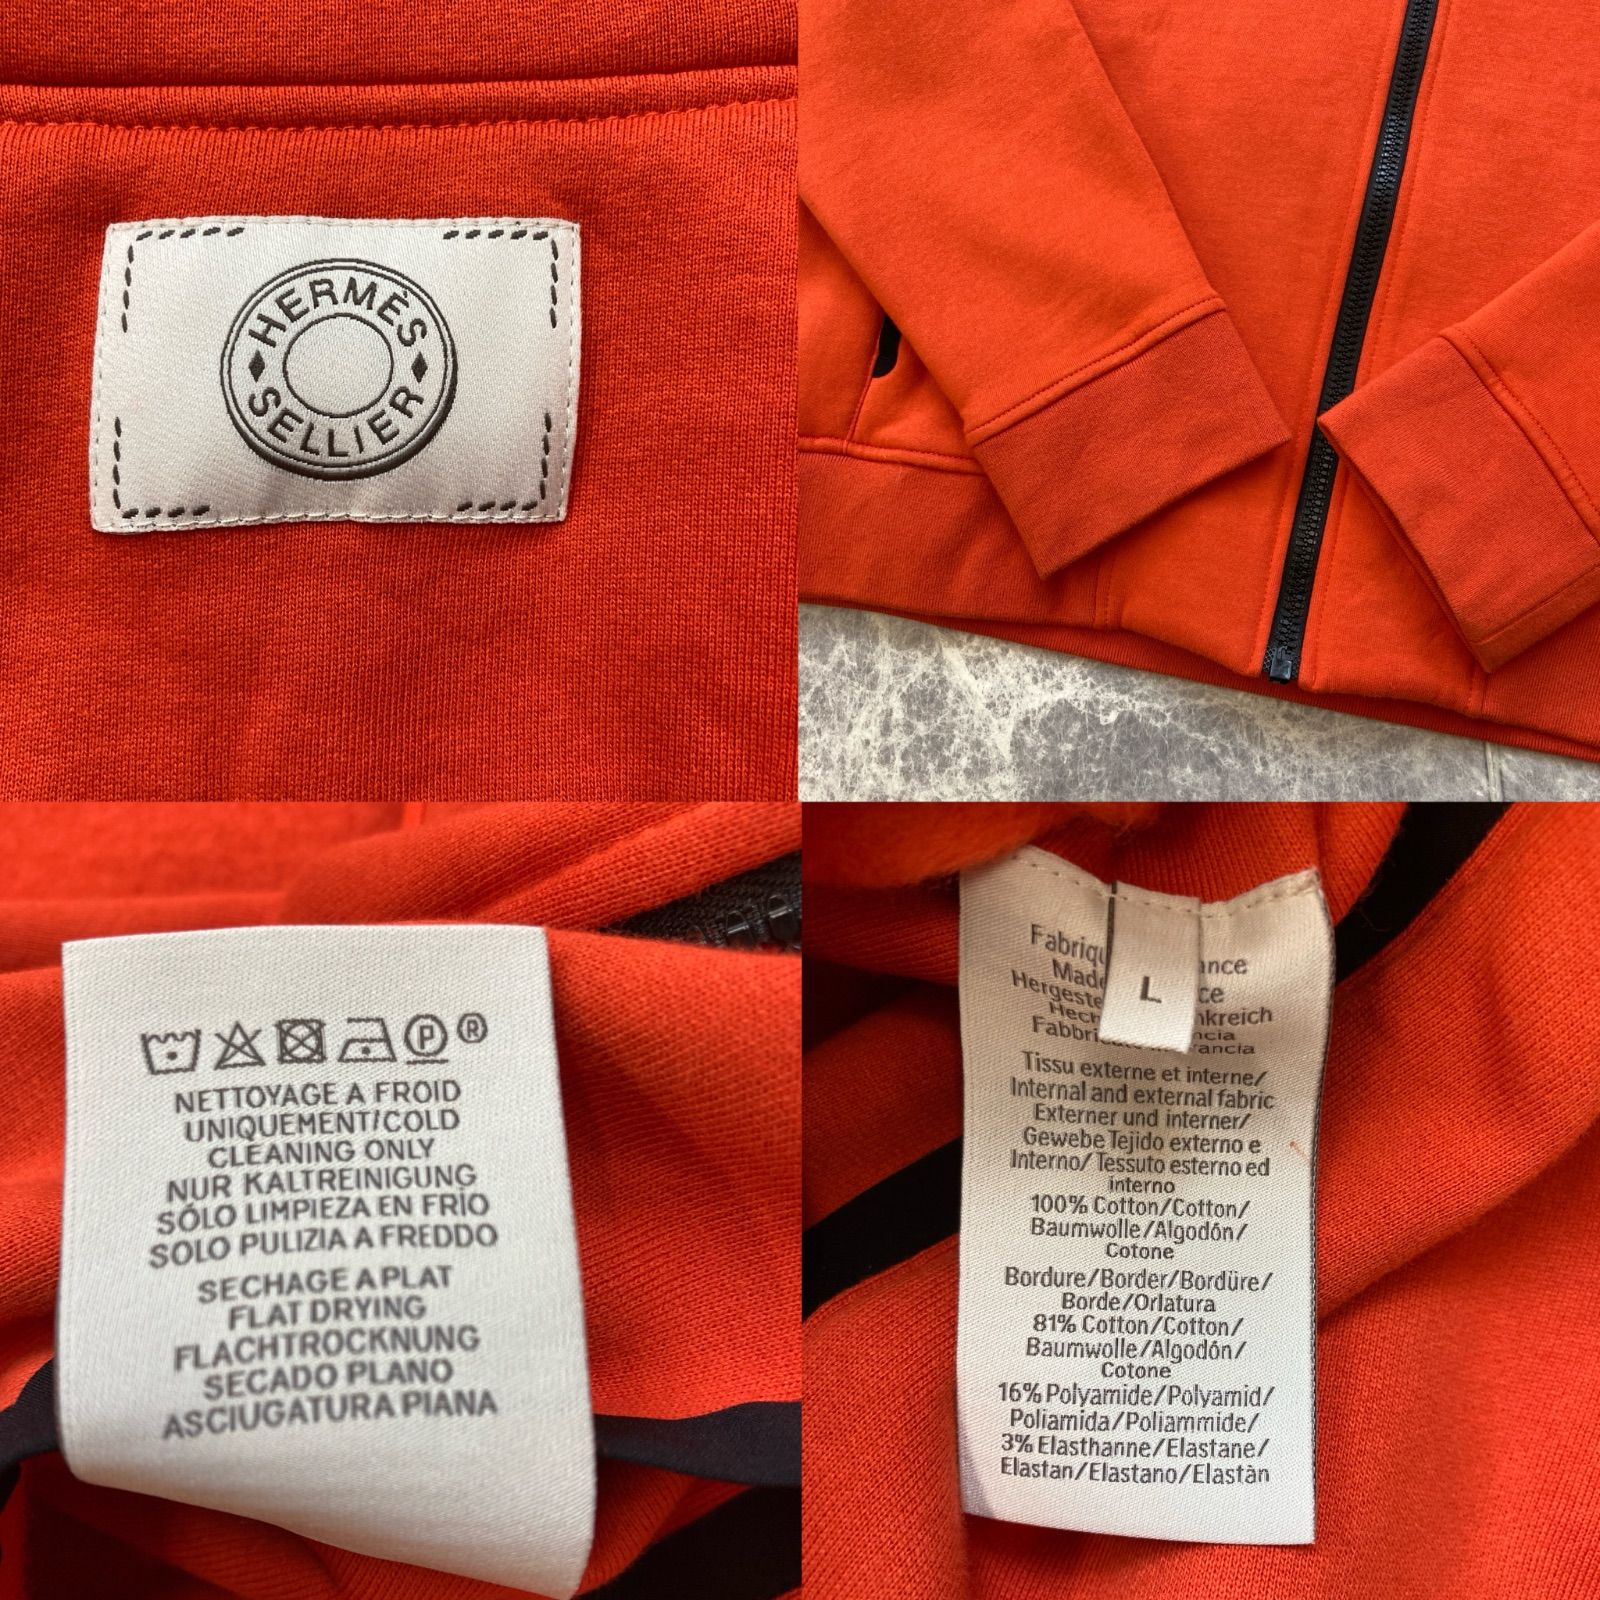 HERMÈS
SELLIER
P ®
NETTOYAGE A FROID
UNIQUEMENT/COLD
CLEANING ONLY
NUR KALTREINIGUNG
SÓLO LIMPIEZA EN FRÌO
SOLO PULIZIA A FREDDO
SECHAGE A PLAT
FLAT DRYING
FLACHTROCKNUNG
SECADO PLANO
ASCIUGATURA PIANA
L
Tissu externe et interne/
Internal and external fabric
Externer und interner/
Gewebe Tejido externo e
Interno/ Tessuto esterno ed
interno
100% Cotton/Cotton/
Baumwolle/Algodón/
Cotone
Bordure/Border/Bordüre/
Borde/Orlatura
81% Cotton/Cotton/
Baumwolle/Algodón/
Cotone
16% Polyamide/Polyamid/
Poliamida/Poliammide/
3% Elasthanne/Elastane/
Elastan/Elastano/Elastàn